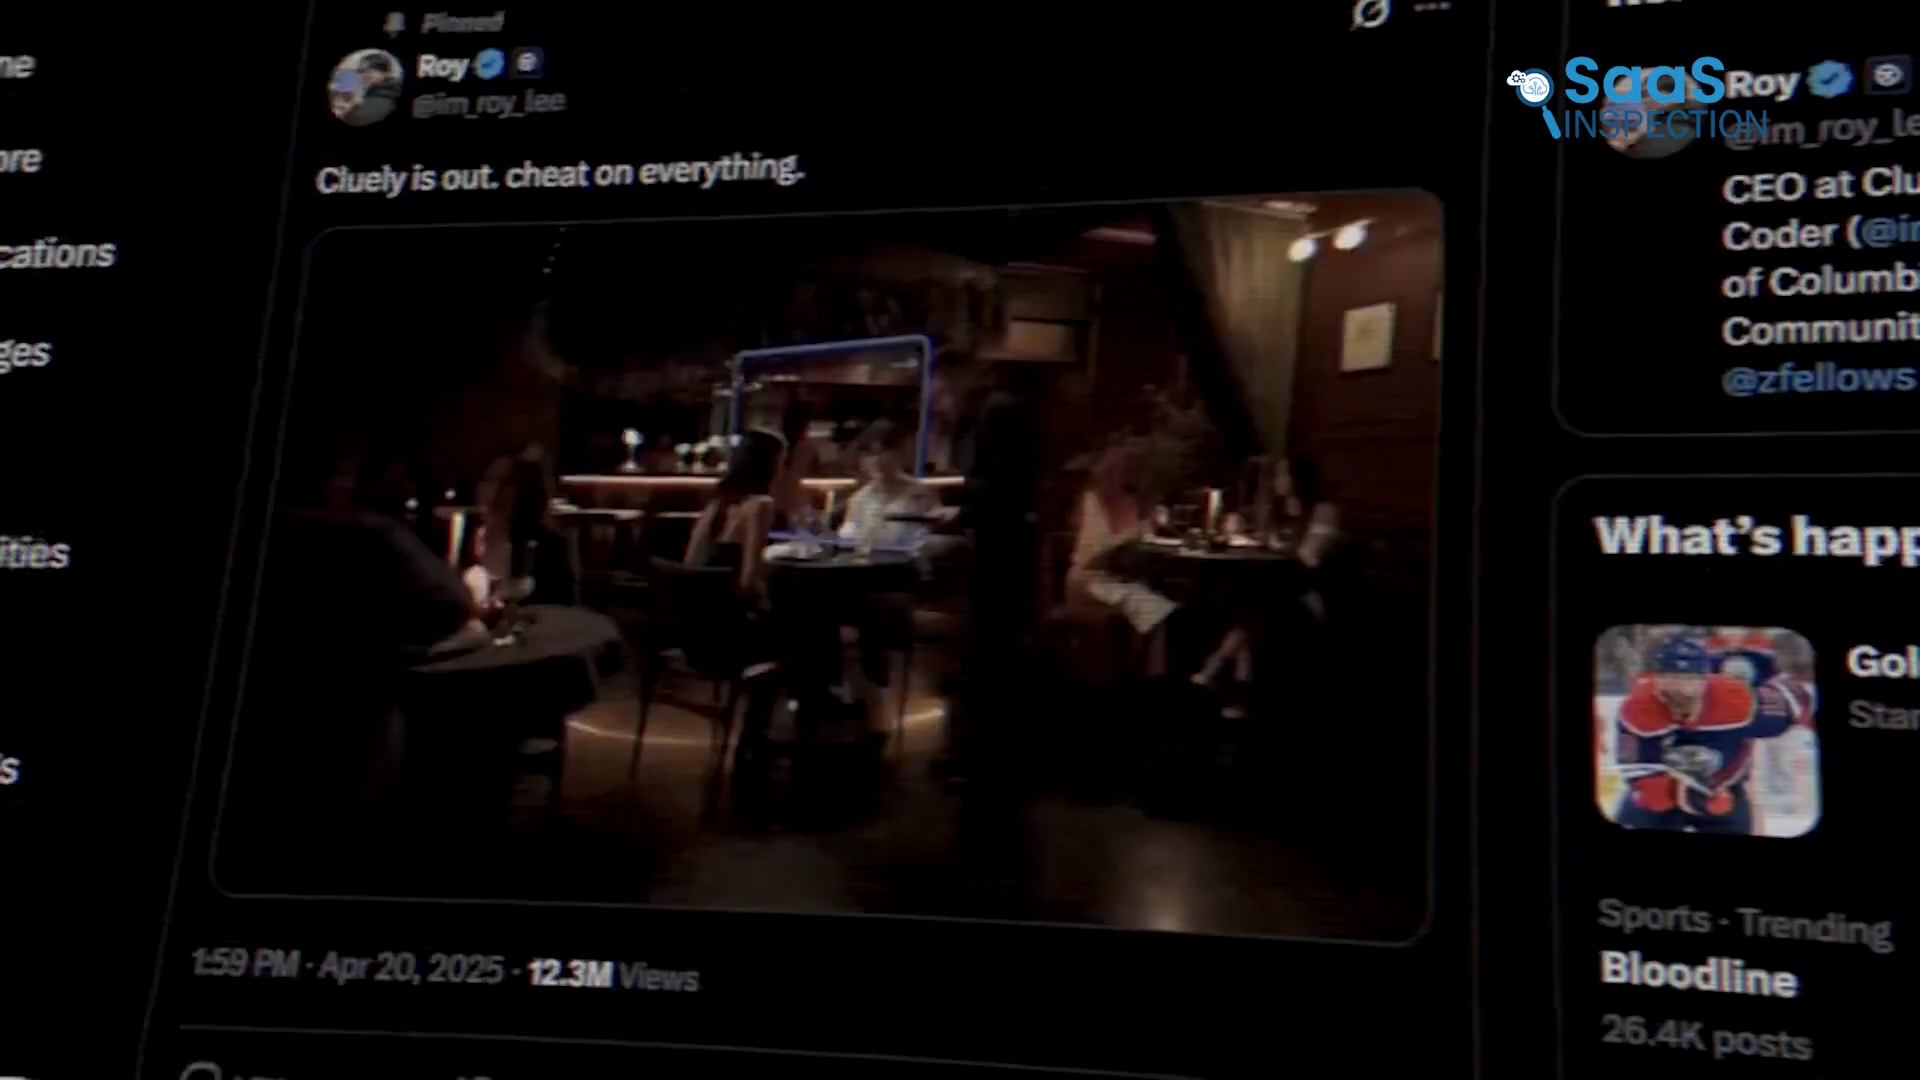 ne
ore
cations
ges
ities
s
Pinned
Roy
@im_roy_lee
Cluely is out. cheat on everything.
1:59 PM · Apr 20, 2025 · 12.3M Views
SaaS
INSPECTION
Roy
@im_roy_le
CEO at Clu
Coder (@i
of Columb
Communit
@zfellows
What's happ
Gol
Star
Sports · Trending
Bloodline
26.4K posts